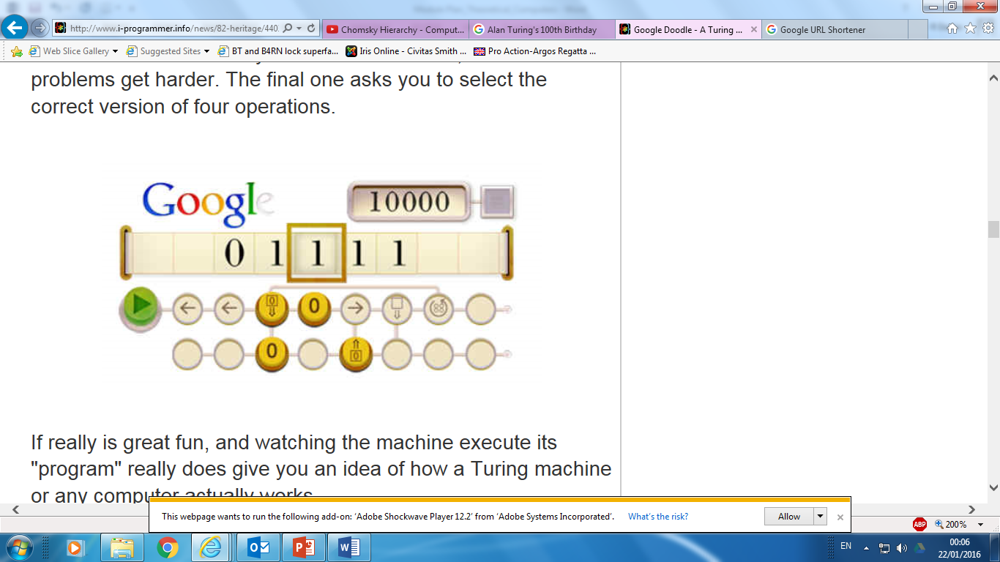 http://www.i-programmer.info/news/82-heritage/440.
Chomsky Hierarchy - Comput...
Alan Turing's 100th Birthday
Google Doodle - A Turing ...
Google URL Shortener
Web Slice Gallery
Suggested Sites
BT and B4RN lock superfa...
Iris Online - Civitas Smith ...
Pro Action-Argos Regatta ...
problems get harder. The final one asks you to select the
correct version of four operations.
Google
10000
0 1 1 1 1
0 0
0 0
If really is great fun, and watching the machine execute its
"program" really does give you an idea of how a Turing machine
or any computer actually works
This webpage wants to run the following add-on: 'Adobe Shockwave Player 12.2' from 'Adobe Systems Incorporated'.
What's the risk?
Allow
ABP
200%
EN
00:06
22/01/2016